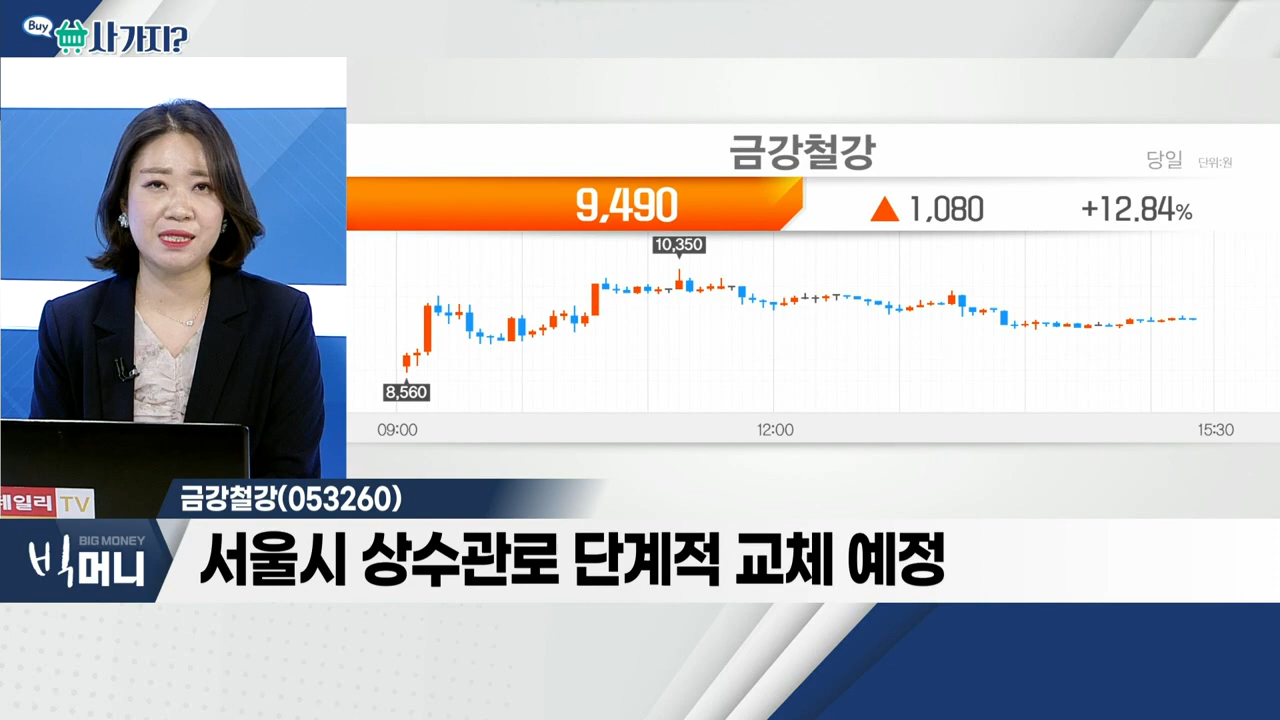 Buy
사가지?
금강철강
당일 단위:원
9,490 ▲ 1,080 +12.84%
10,350
8,560
09:00 12:00 15:30
데일리 TV
금강철강(053260)
BIG MONEY
빅머니
서울시 상수관로 단계적 교체 예정